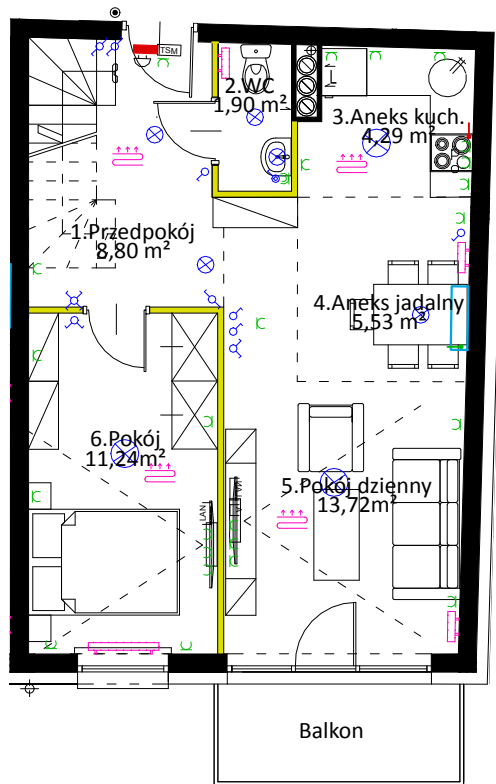 TSM
2.WC
1,90 m²
3.Aneks kuch.
4,29 m²
1.Przedpokój
8,80 m²
4.Aneks jadalny
5,53 m²
6.Pokój
11,24m²
5.Pokój dzienny
13,72m²
LAN
Balkon